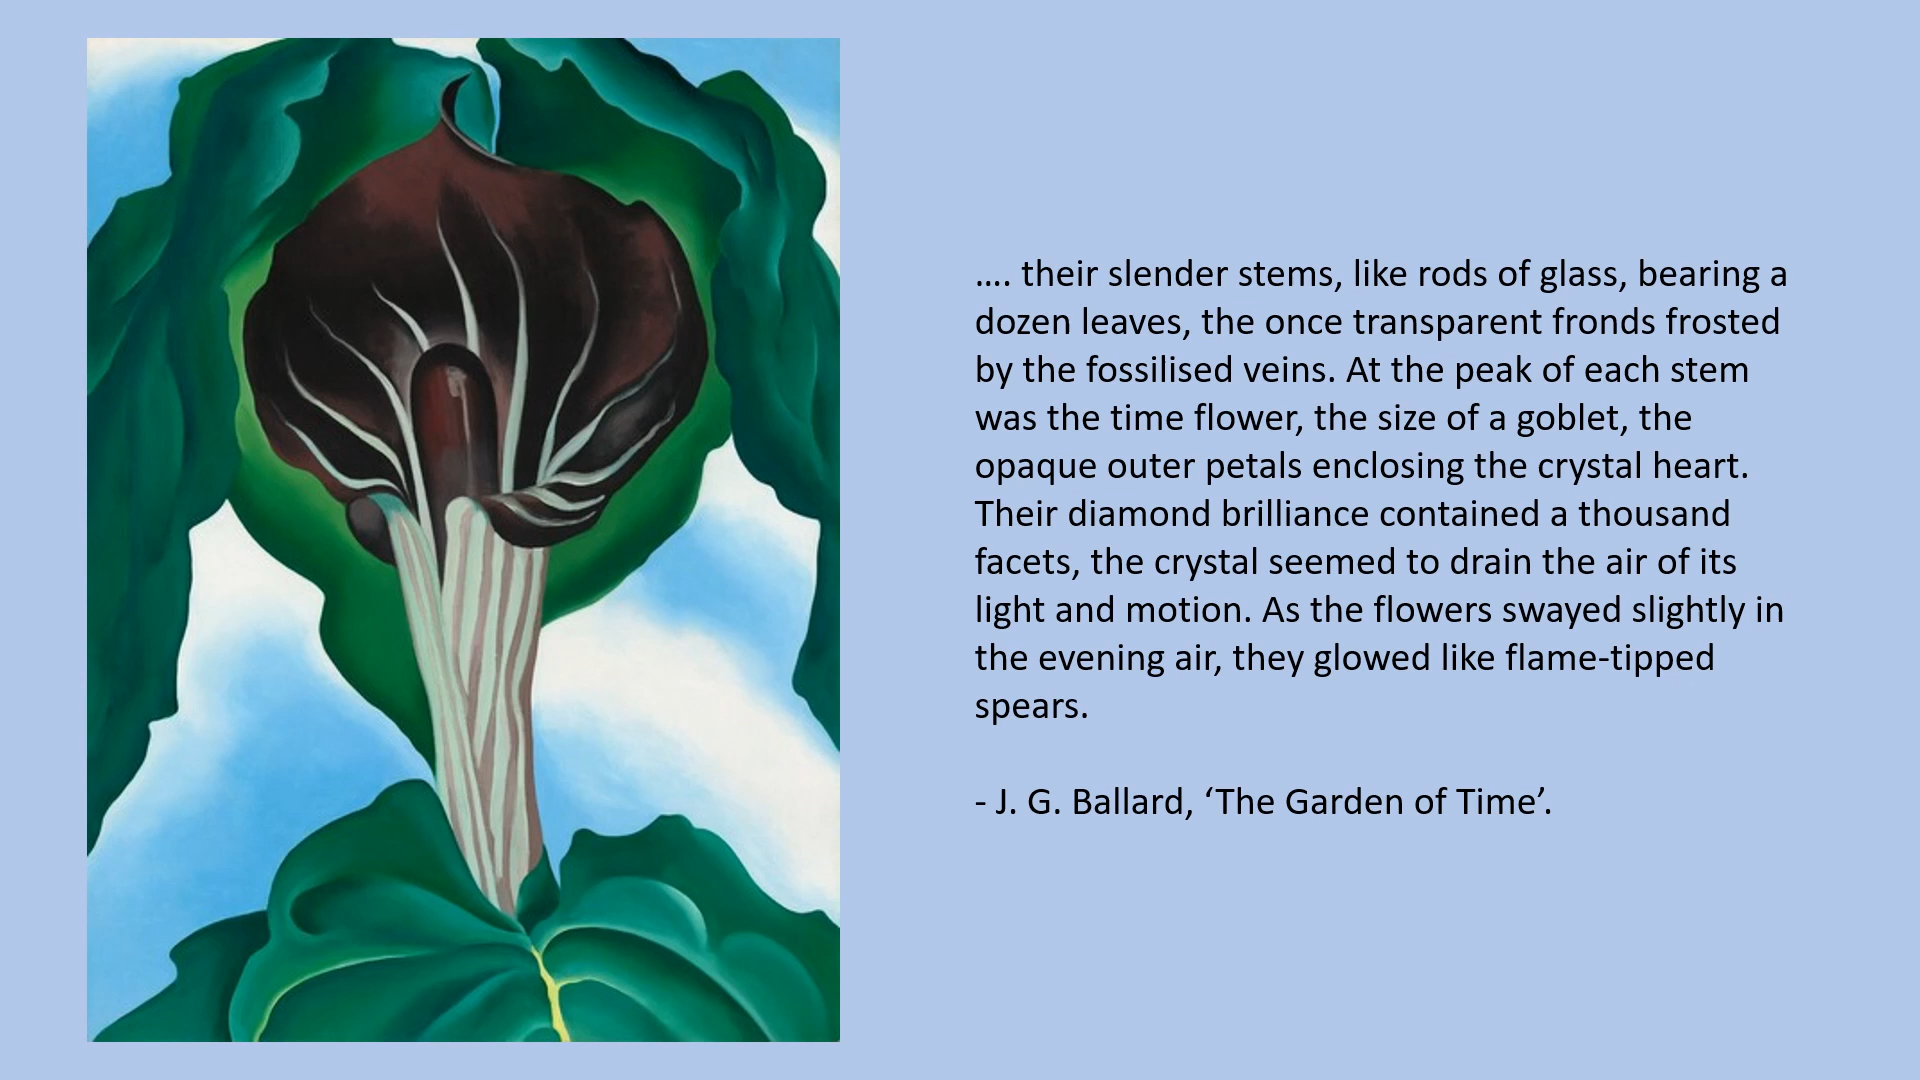 …. their slender stems, like rods of glass, bearing a
dozen leaves, the once transparent fronds frosted
by the fossilised veins. At the peak of each stem
was the time flower, the size of a goblet, the
opaque outer petals enclosing the crystal heart.
Their diamond brilliance contained a thousand
facets, the crystal seemed to drain the air of its
light and motion. As the flowers swayed slightly in
the evening air, they glowed like flame-tipped
spears.
- J. G. Ballard, ‘The Garden of Time’.